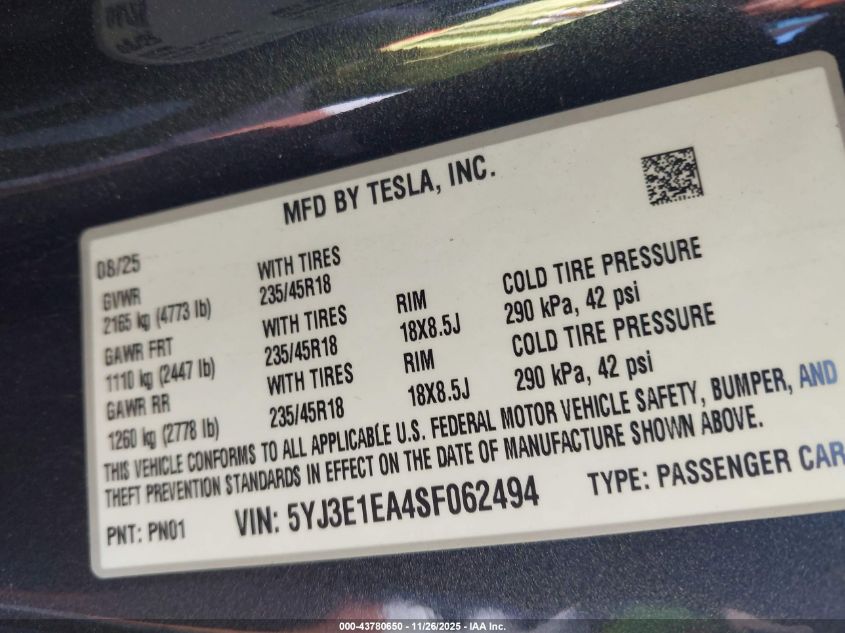 MFD BY TESLA, INC.
08/25
GVWR WITH TIRES
2165 kg (4773 lb) 235/45R18
GAWR FRT WITH TIRES RIM COLD TIRE PRESSURE
1110 kg (2447 lb) 235/45R18 18X8.5J 290 kPa, 42 psi
GAWR RR WITH TIRES RIM COLD TIRE PRESSURE
1260 kg (2778 lb) 235/45R18 18X8.5J 290 kPa, 42 psi
THIS VEHICLE CONFORMS TO ALL APPLICABLE U.S. FEDERAL MOTOR VEHICLE SAFETY, BUMPER, AND
THEFT PREVENTION STANDARDS IN EFFECT ON THE DATE OF MANUFACTURE SHOWN ABOVE.
PNT: PN01 VIN: 5YJ3E1EA4SF062494 TYPE: PASSENGER CAR
000-43780650 - 11/26/2025 - IAA Inc.